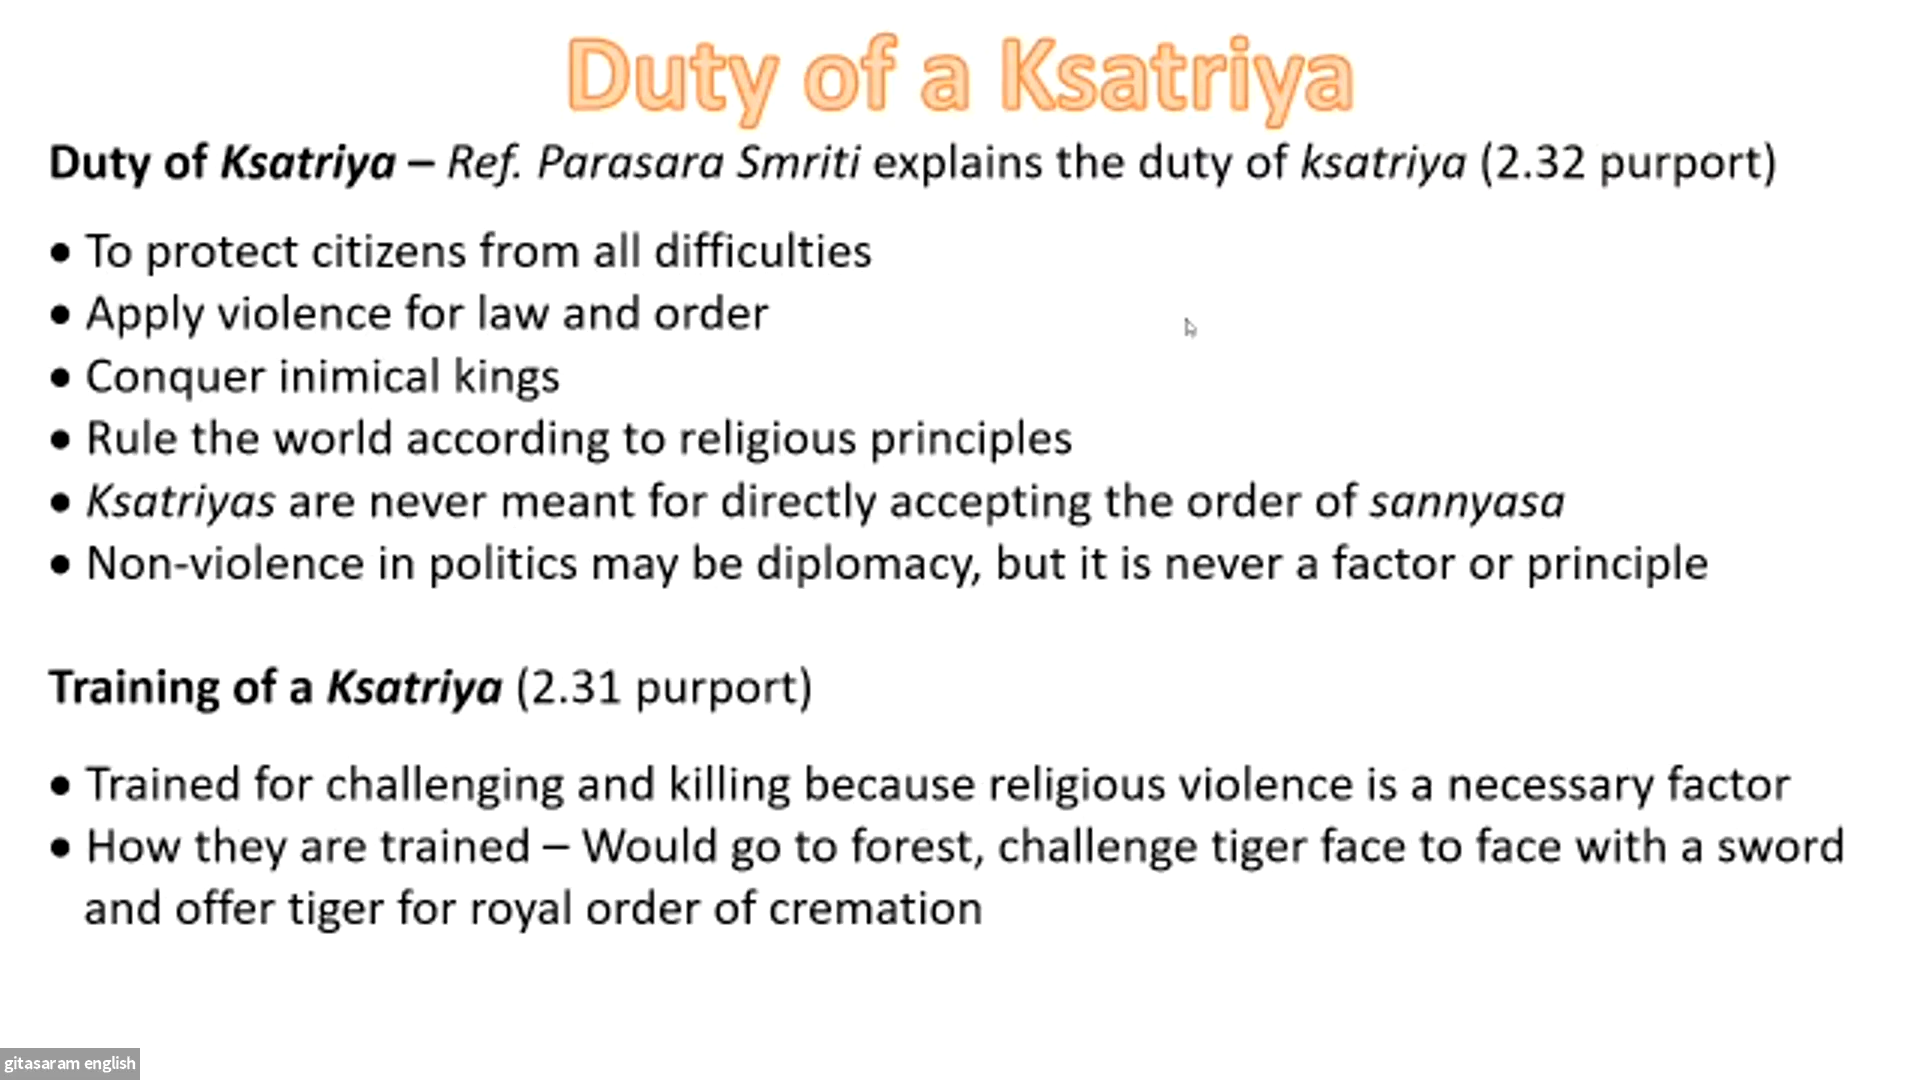 Duty of a Ksatriya
Duty of Ksatriya – Ref. Parasara Smriti explains the duty of ksatriya (2.32 purport)
• To protect citizens from all difficulties
• Apply violence for law and order
• Conquer inimical kings
• Rule the world according to religious principles
• Ksatriyas are never meant for directly accepting the order of sannyasa
• Non-violence in politics may be diplomacy, but it is never a factor or principle
Training of a Ksatriya (2.31 purport)
• Trained for challenging and killing because religious violence is a necessary factor
• How they are trained – Would go to forest, challenge tiger face to face with a sword
and offer tiger for royal order of cremation
gitasaram english